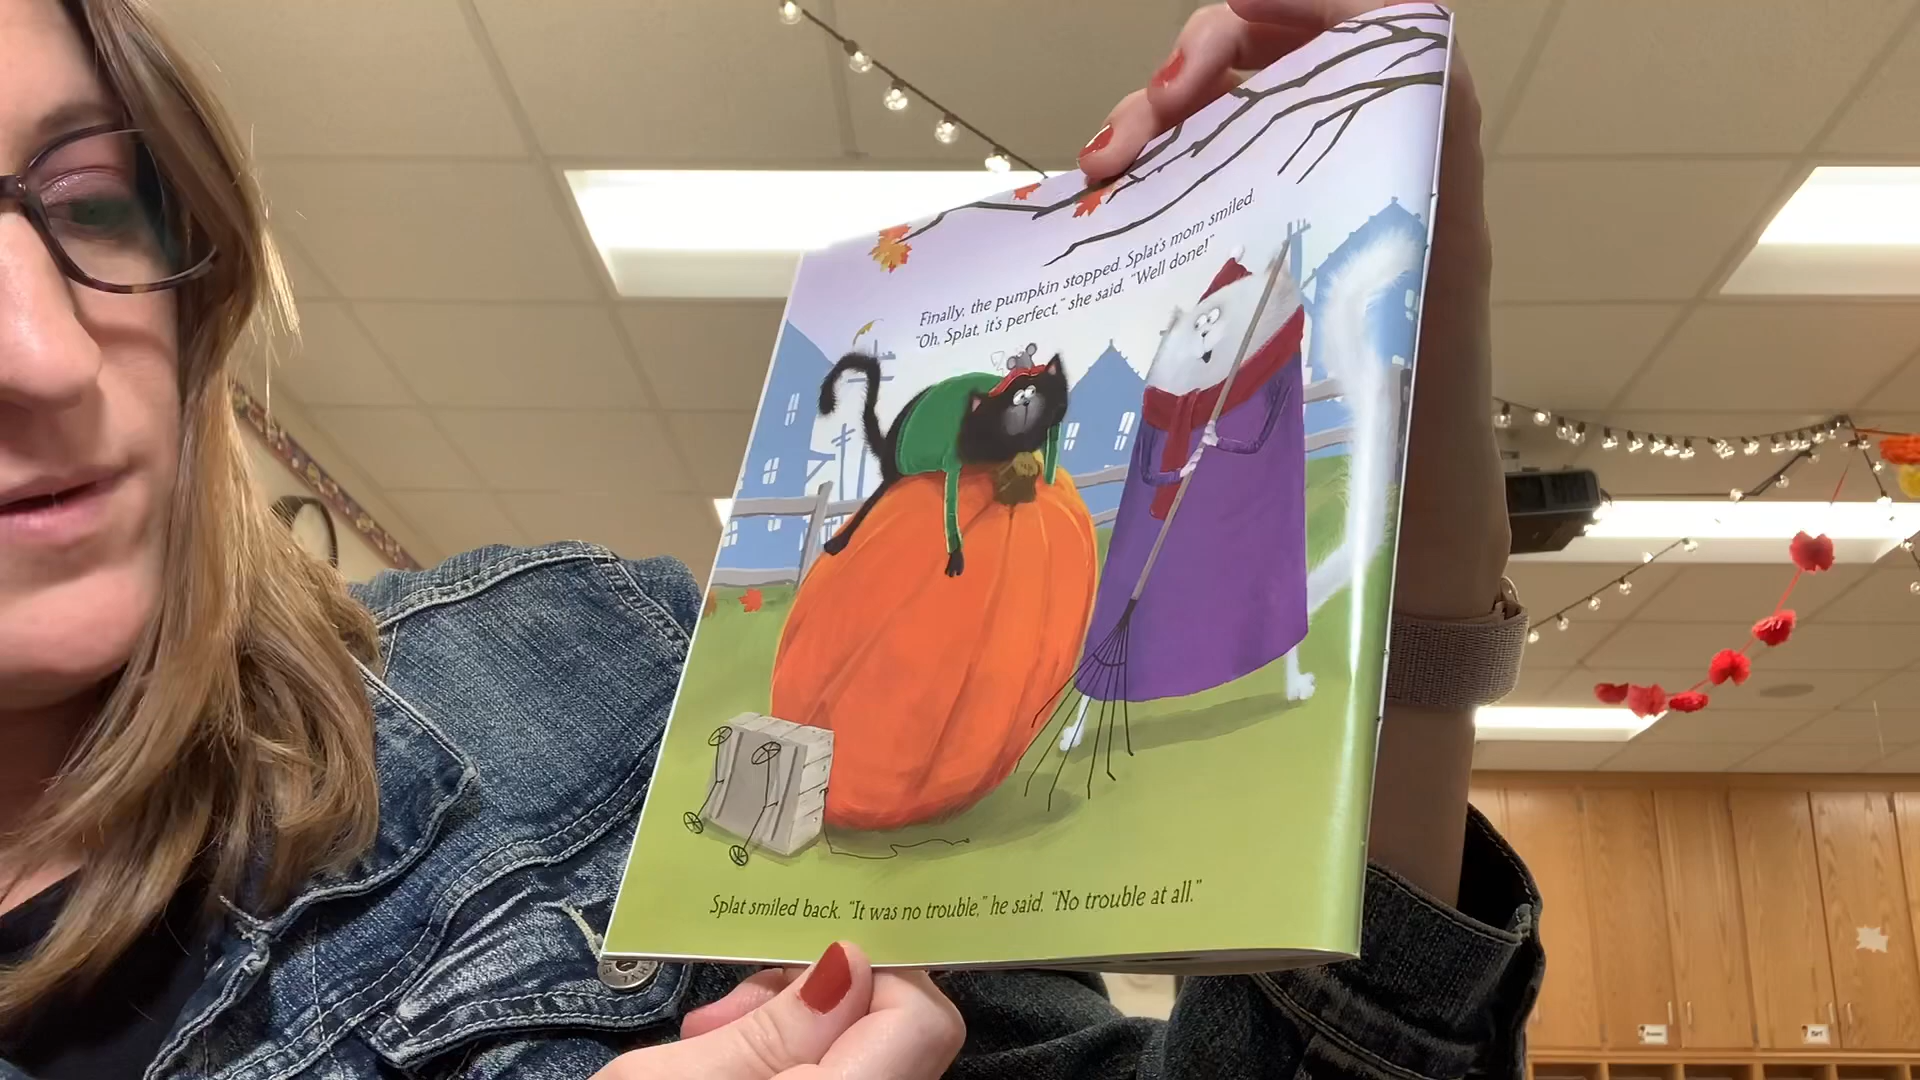 Finally, the pumpkin stopped. Splat's mom smiled.
"Oh, Splat, it's perfect," she said. "Well done!"
Splat smiled back. "It was no trouble," he said. "No trouble at all."